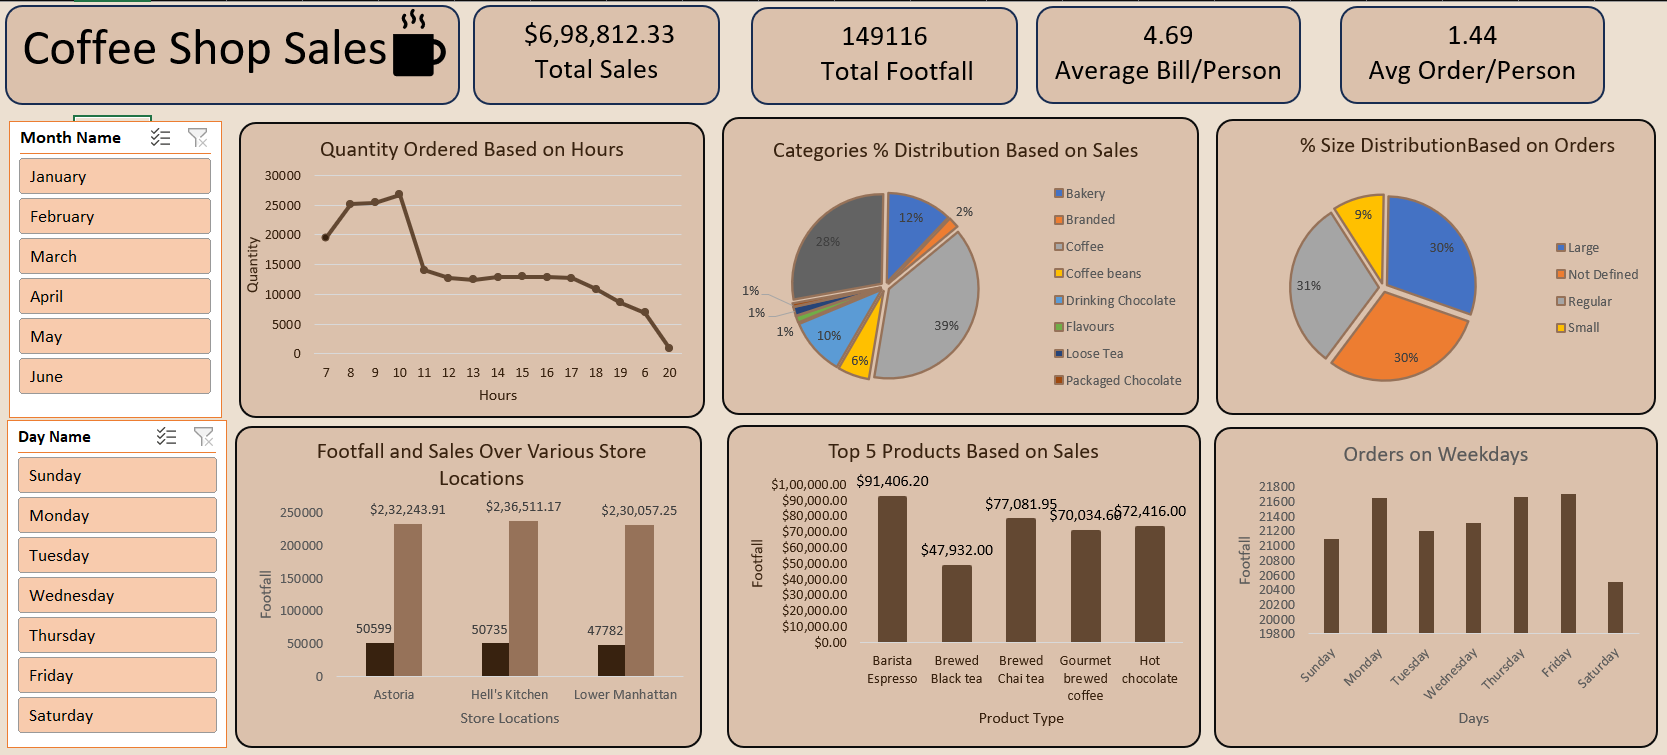 Coffee Shop Sales
$6,98,812.33
Total Sales
149116
Total Footfall
4.69
Average Bill/Person
1.44
Avg Order/Person
Month Name
January
February
March
April
May
June
Day Name
Sunday
Monday
Tuesday
Wednesday
Thursday
Friday
Saturday
Quantity Ordered Based on Hours
Quantity
30000
25000
20000
15000
10000
5000
0
7 8 9 10 11 12 13 14 15 16 17 18 19 6 20
Hours
Categories % Distribution Based on Sales
12%
2%
39%
6%
10%
1%
1%
1%
28%
Bakery
Branded
Coffee
Coffee beans
Drinking Chocolate
Flavours
Loose Tea
Packaged Chocolate
% Size DistributionBased on Orders
30%
30%
31%
9%
Large
Not Defined
Regular
Small
Footfall and Sales Over Various Store
Locations
Footfall
250000
200000
150000
100000
50000
0
$2,32,243.91
$2,36,511.17
$2,30,057.25
50599
50735
47782
Astoria
Hell's Kitchen
Lower Manhattan
Store Locations
Top 5 Products Based on Sales
Footfall
$1,00,000.00
$90,000.00
$80,000.00
$70,000.00
$60,000.00
$50,000.00
$40,000.00
$30,000.00
$20,000.00
$10,000.00
$0.00
$91,406.20
$47,932.00
$77,081.95
$70,034.60
$72,416.00
Barista
Espresso
Brewed
Black tea
Brewed
Chai tea
Gourmet
brewed
coffee
Hot
chocolate
Product Type
Orders on Weekdays
Footfall
21800
21600
21400
21200
21000
20800
20600
20400
20200
20000
19800
Sunday
Monday
Tuesday
Wednesday
Thursday
Friday
Saturday
Days